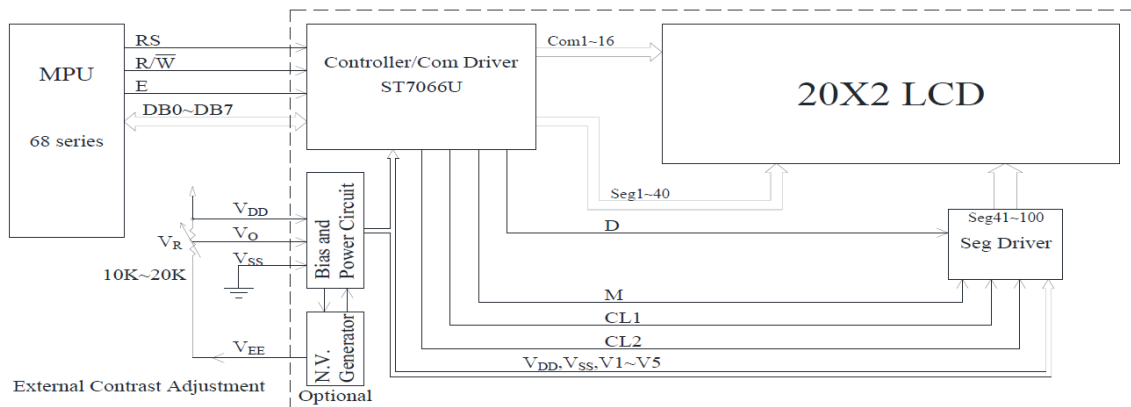 MPU
68 series
RS
R/W̅
E
DB0~DB7
Controller/Com Driver
ST7066U
Com1~16
20X2 LCD
Seg1~40
Seg41~100
Seg Driver
D
M
CL1
CL2
VDD,VSS,V1~V5
Bias and
Power Circuit
N.V.
Generator
Optional
VDD
VO
VSS
VR
10K~20K
VEE
External Contrast Adjustment